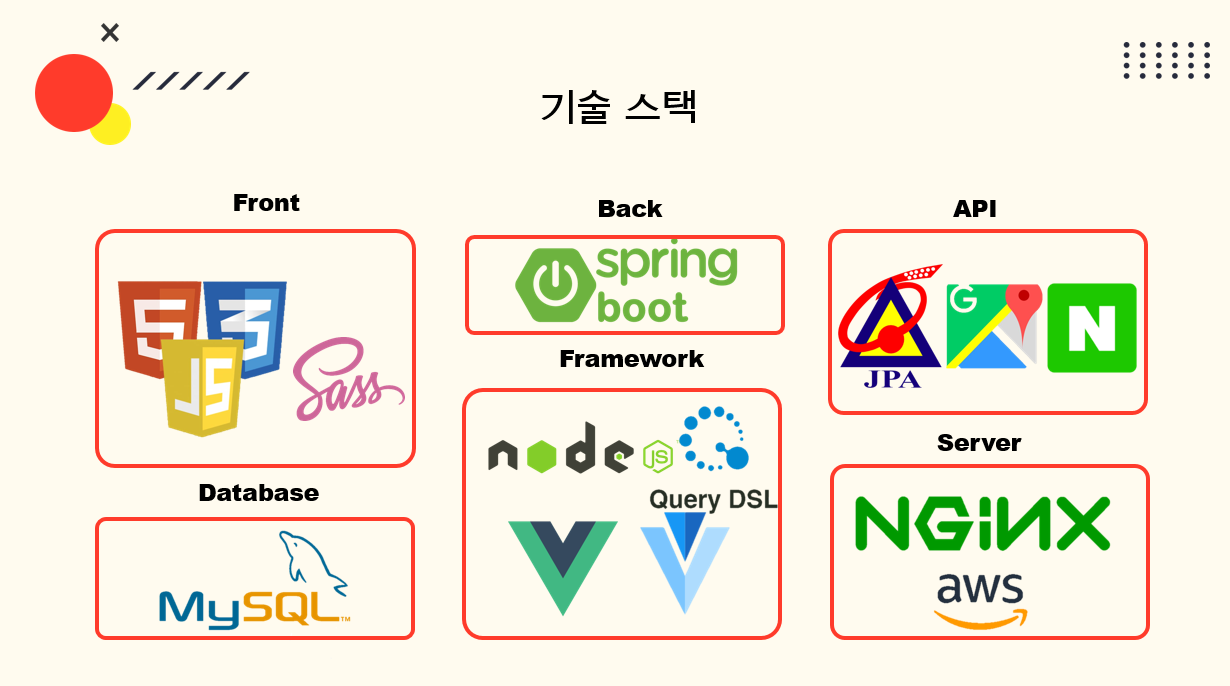 기술 스택
Front
5
3
JS
Sass
Database
MySQL™
Back
spring
boot
Framework
node
JS
Query DSL
API
JPA
G
N
Server
NGiNX
aws